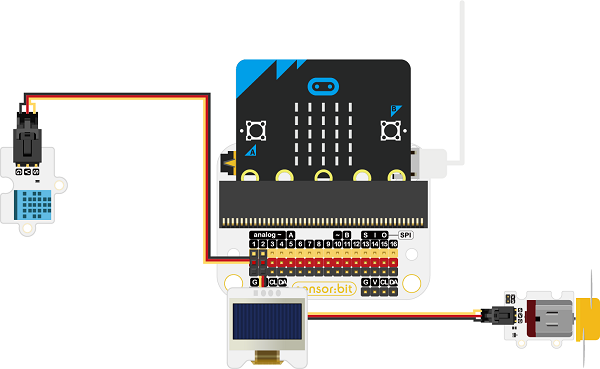 B
A
analog ~ A ~ B S I O SPI
1 2 3 4 5 6 7 8 9 10 11 12 13 14 15 16
G CL DA G V CL DA
sensor:bit